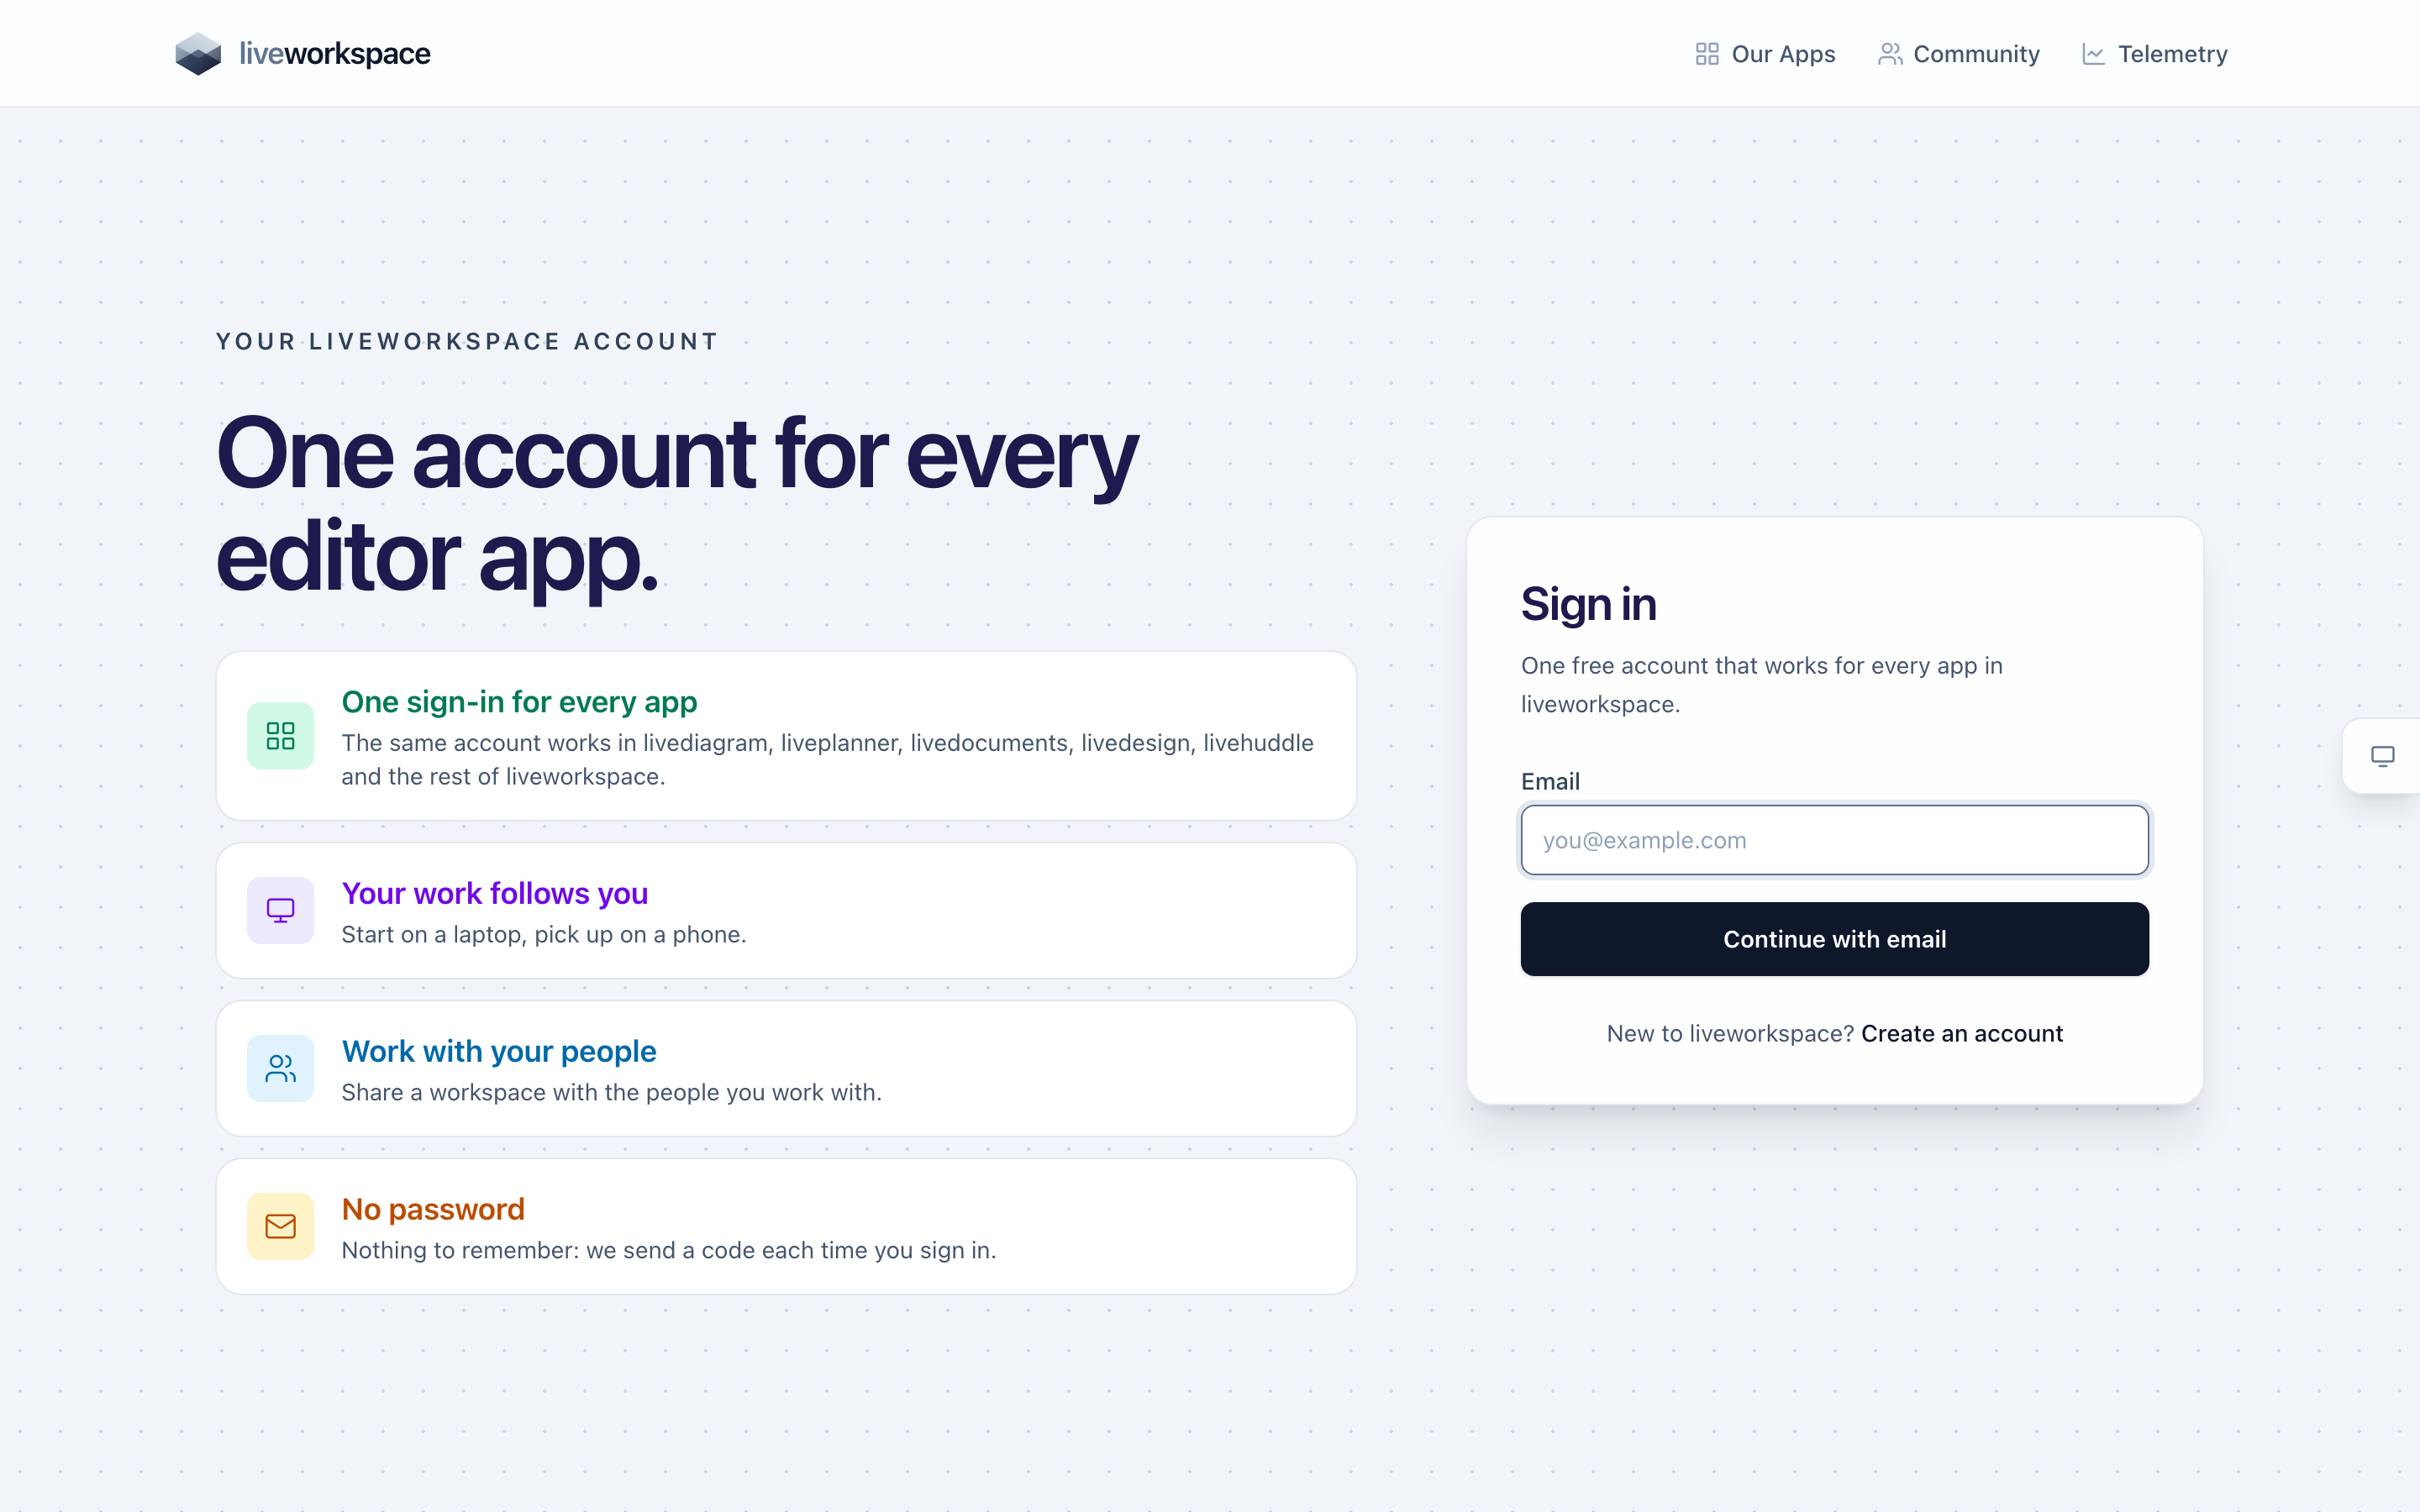 liveworkspace
Our Apps
Community
Telemetry
YOUR LIVEWORKSPACE ACCOUNT
One account for every
editor app.
One sign-in for every app
The same account works in livediagram, liveplanner, livedocuments, livedesign, livehuddle
and the rest of liveworkspace.
Your work follows you
Start on a laptop, pick up on a phone.
Work with your people
Share a workspace with the people you work with.
No password
Nothing to remember: we send a code each time you sign in.
Sign in
One free account that works for every app in
liveworkspace.
Email
you@example.com
Continue with email
New to liveworkspace? Create an account